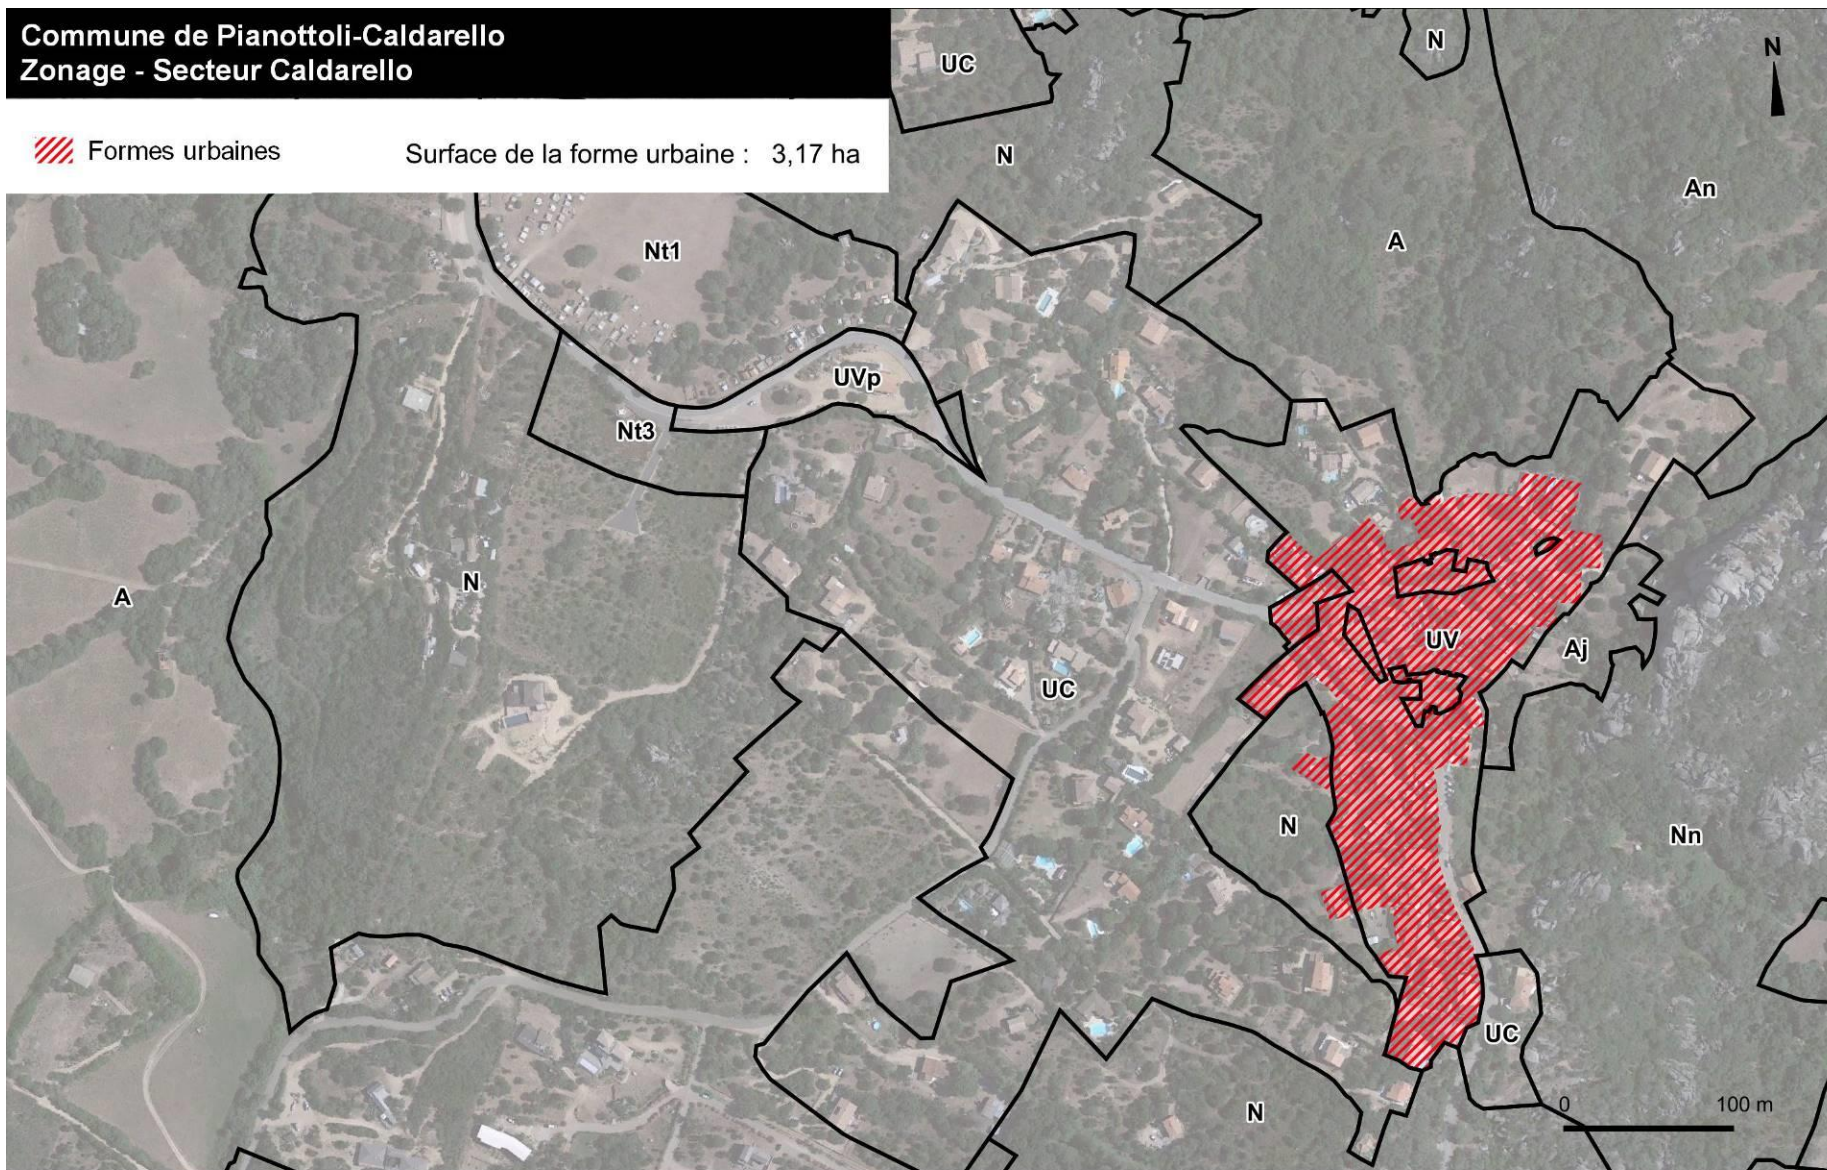 Commune de Pianottoli-Caldarello
Zonage - Secteur Caldarello
Formes urbaines
Surface de la forme urbaine : 3,17 ha
UC
N
N
N
An
A
Nt1
UVp
Nt3
N
A
UV
Aj
UC
N
Nn
UC
N
0
100 m